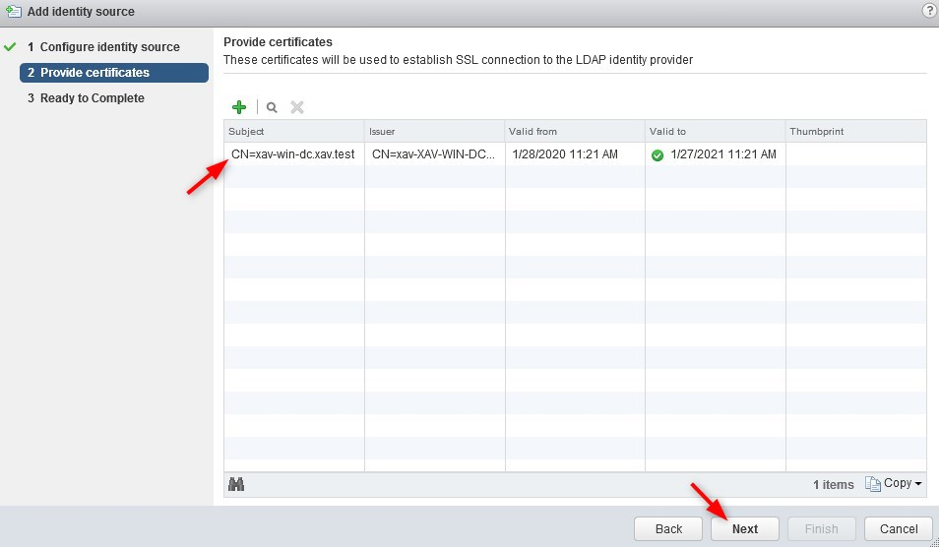 Add identity source
?
1 Configure identity source
2 Provide certificates
3 Ready to Complete
Provide certificates
These certificates will be used to establish SSL connection to the LDAP identity provider
Subject Issuer Valid from Valid to Thumbprint
CN=xav-win-dc.xav.test CN=xav-XAV-WIN-DC... 1/28/2020 11:21 AM 1/27/2021 11:21 AM
1 items Copy
Back Next Finish Cancel